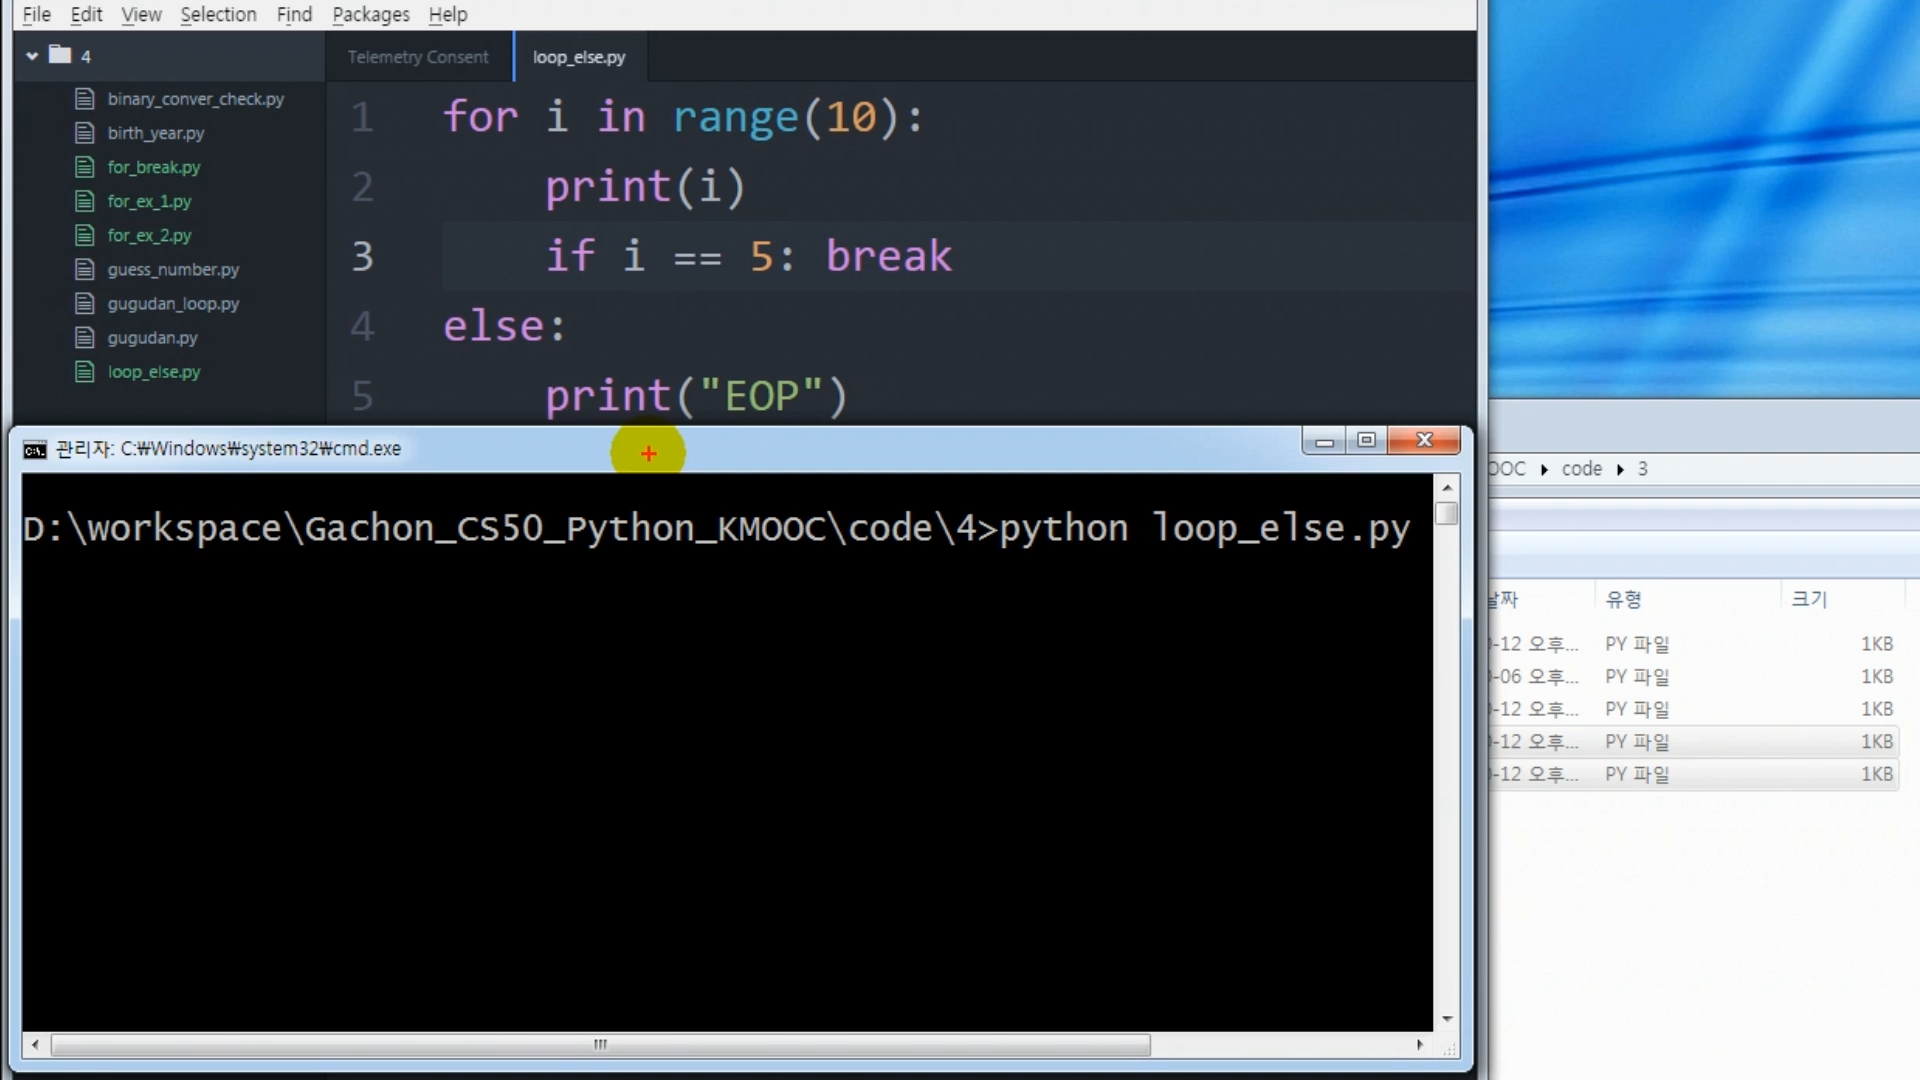 File Edit View Selection Find Packages Help
4
Telemetry Consent
loop_else.py
binary_conver_check.py
birth_year.py
for_break.py
for_ex_1.py
for_ex_2.py
guess_number.py
gugudan_loop.py
gugudan.py
loop_else.py
1 for i in range(10):
2 print(i)
3 if i == 5: break
4 else:
5 print("EOP")
관리자: C:₩Windows₩system32₩cmd.exe
D:\workspace\Gachon_CS50_Python_KMOOC\code\4>python loop_else.py
OOC code 3
날짜 유형 크기
-12 오후... PY 파일 1KB
-06 오후... PY 파일 1KB
-12 오후... PY 파일 1KB
-12 오후... PY 파일 1KB
-12 오후... PY 파일 1KB